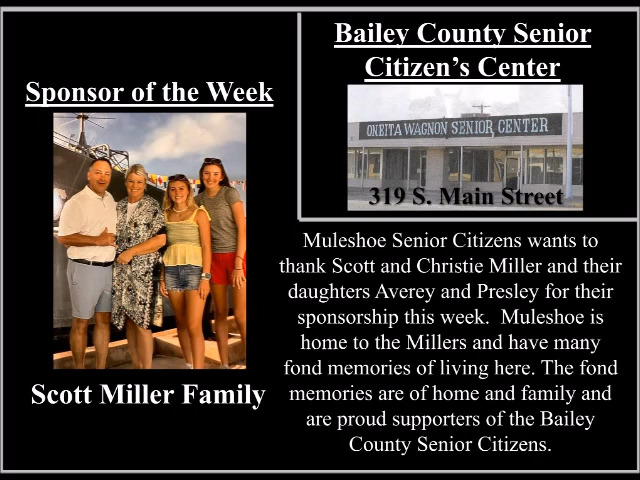 Sponsor of the Week
Scott Miller Family
Bailey County Senior
Citizen's Center
ONEITA WAGNON SENIOR CENTER
319 S. Main Street
Muleshoe Senior Citizens wants to
thank Scott and Christie Miller and their
daughters Averey and Presley for their
sponsorship this week.  Muleshoe is
home to the Millers and have many
fond memories of living here. The fond
memories are of home and family and
are proud supporters of the Bailey
County Senior Citizens.